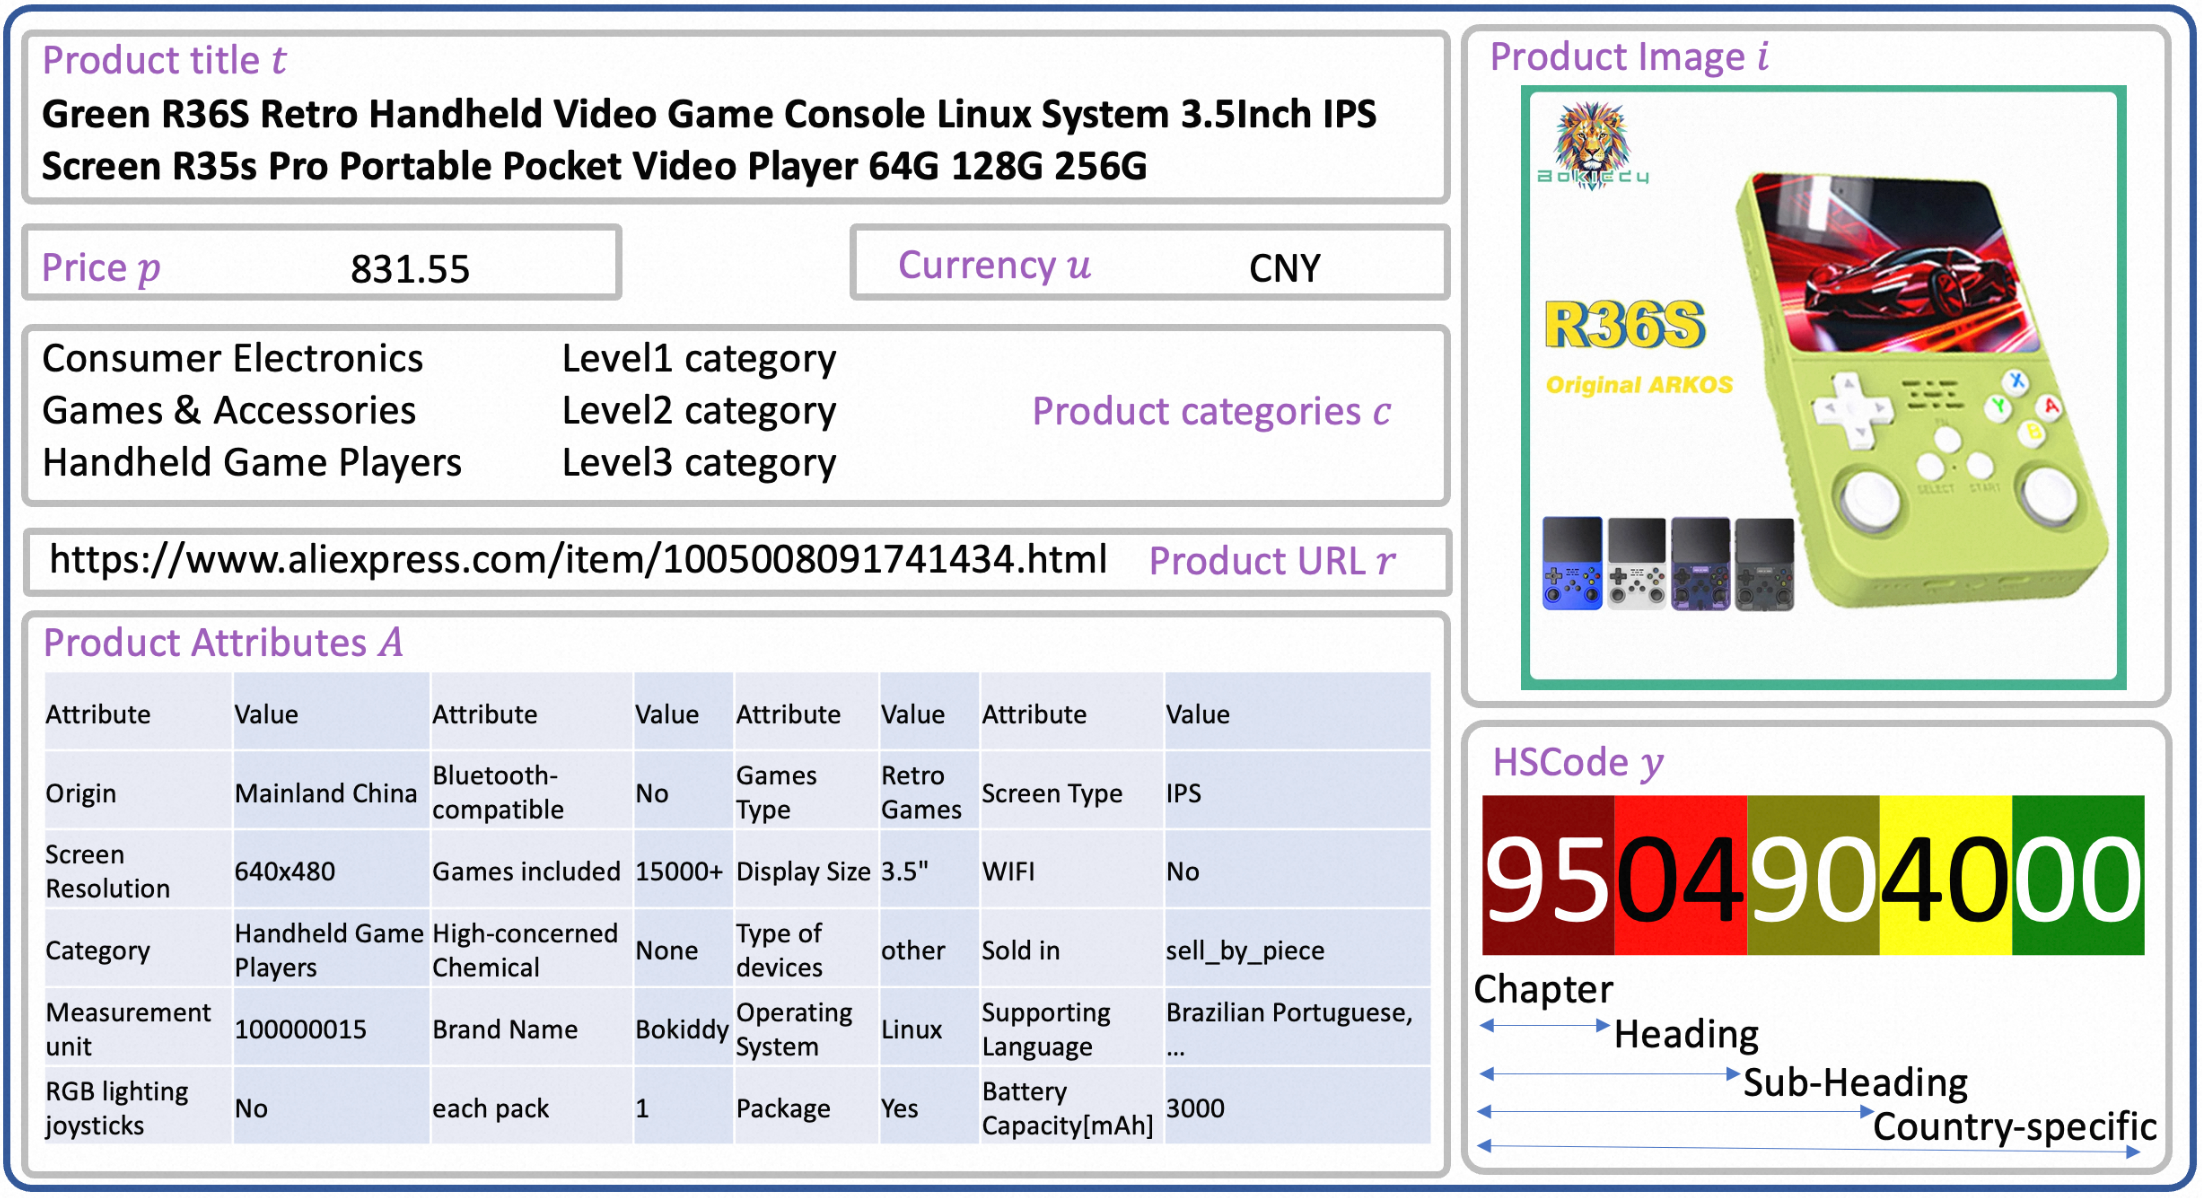 Product title t
Green R36S Retro Handheld Video Game Console Linux System 3.5Inch IPS
Screen R35s Pro Portable Pocket Video Player 64G 128G 256G
Price p 831.55
Currency u CNY
Consumer Electronics Level1 category
Games & Accessories Level2 category
Handheld Game Players Level3 category
Product categories c
https://www.aliexpress.com/item/1005008091741434.html Product URL r
Product Attributes A
Attribute Value Attribute Value Attribute Value Attribute Value
Origin Mainland China Bluetooth-
compatible No Games
Type Retro
Games Screen Type IPS
Screen
Resolution 640x480 Games included 15000+ Display Size 3.5" WIFI No
Category Handheld Game
Players High-concerned
Chemical None Type of
devices other Sold in sell_by_piece
Measurement
unit 100000015 Brand Name Bokiddy Operating
System Linux Supporting
Language Brazilian Portuguese,
...
RGB lighting
joysticks No each pack 1 Package Yes Battery
Capacity[mAh] 3000
Product Image i
Bokiddy
R36S
Original ARKOS
X
Y A
B
FN
SELECT START
HSCode y
9504904000
Chapter
Heading
Sub-Heading
Country-specific